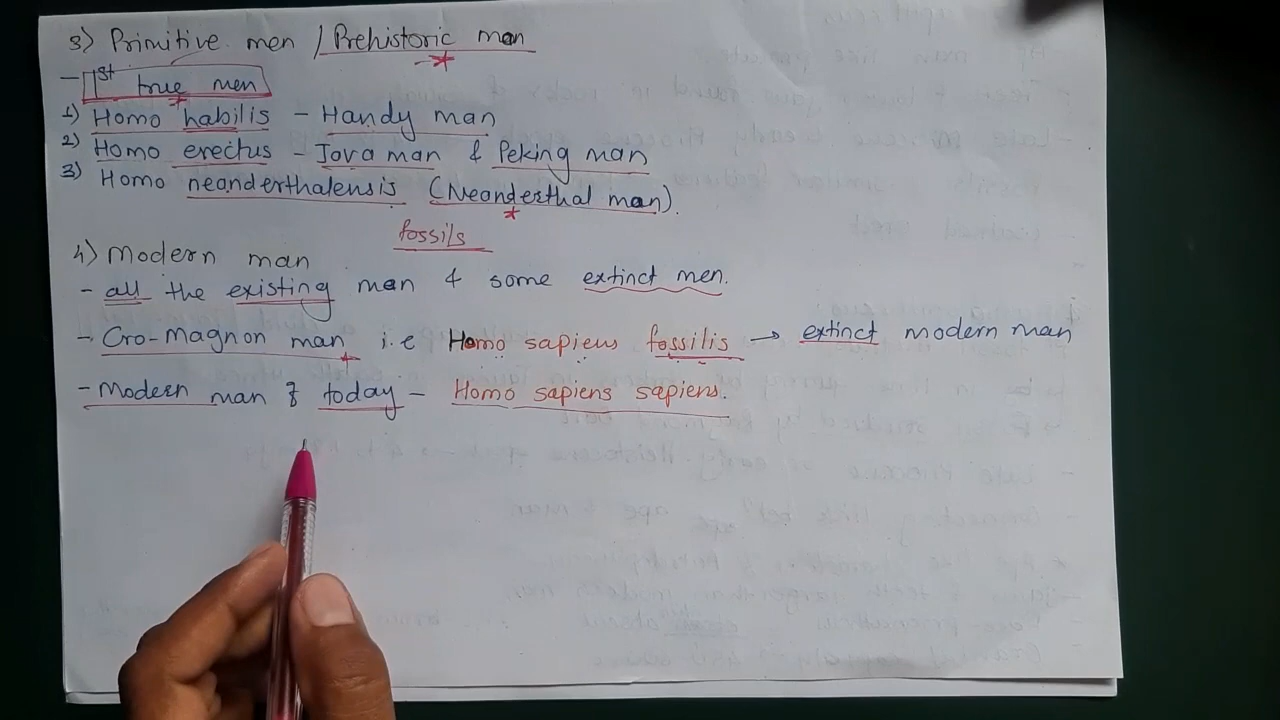 3) Primitive men / Prehistoric man
- 1st true men
1) Homo habilis - Handy man
2) Homo erectus - Java man & Peking man
3) Homo neanderthalensis (Neanderthal man).
fossils
4) Modern man
- all the existing man & some extinct men.
- Cro-Magnon man i.e Homo sapiens fossilis → extinct modern man
- Modern man of today - Homo sapiens sapiens.